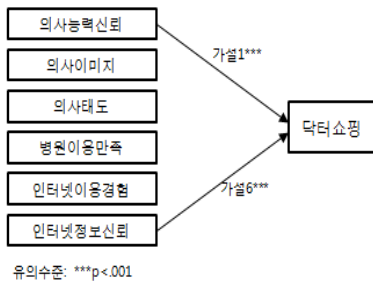 의사능력신뢰
가설1***
의사이미지
의사태도
닥터쇼핑
병원이용만족
인터넷이용경험
가설6***
인터넷정보신뢰
유의수준: ***p<.001